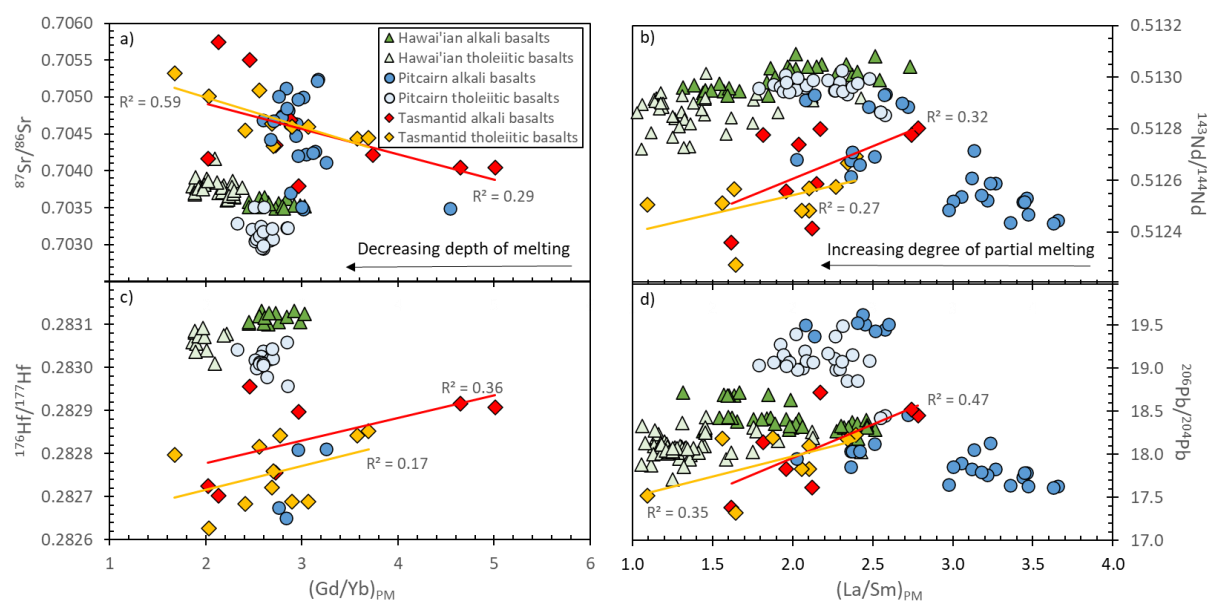 a)
0.7060
0.7055
0.7050
0.7045
0.7040
0.7035
0.7030
87Sr/86Sr
R² = 0.59
R² = 0.29
Decreasing depth of melting
Hawai'ian alkali basalts
Hawai'ian tholeiitic basalts
Pitcairn alkali basalts
Pitcairn tholeiitic basalts
Tasmantid alkali basalts
Tasmantid tholeiitic basalts
b)
0.5132
0.5130
0.5128
0.5126
0.5124
143Nd/144Nd
R² = 0.32
R² = 0.27
Increasing degree of partial melting
c)
0.2831
0.2830
0.2829
0.2828
0.2827
0.2826
176Hf/177Hf
R² = 0.36
R² = 0.17
1 2 3 4 5 6
(Gd/Yb)PM
d)
19.5
19.0
18.5
18.0
17.5
17.0
206Pb/204Pb
R² = 0.47
R² = 0.35
1.0 1.5 2.0 2.5 3.0 3.5 4.0
(La/Sm)PM